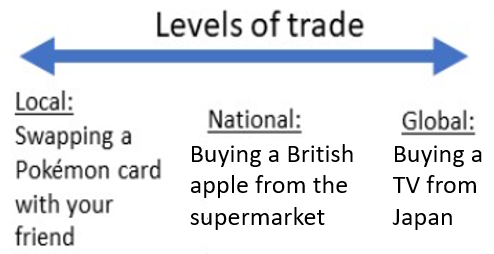 Levels of trade
Local:
Swapping a
Pokémon card
with your
friend
National:
Buying a British
apple from the
supermarket
Global:
Buying a
TV from
Japan